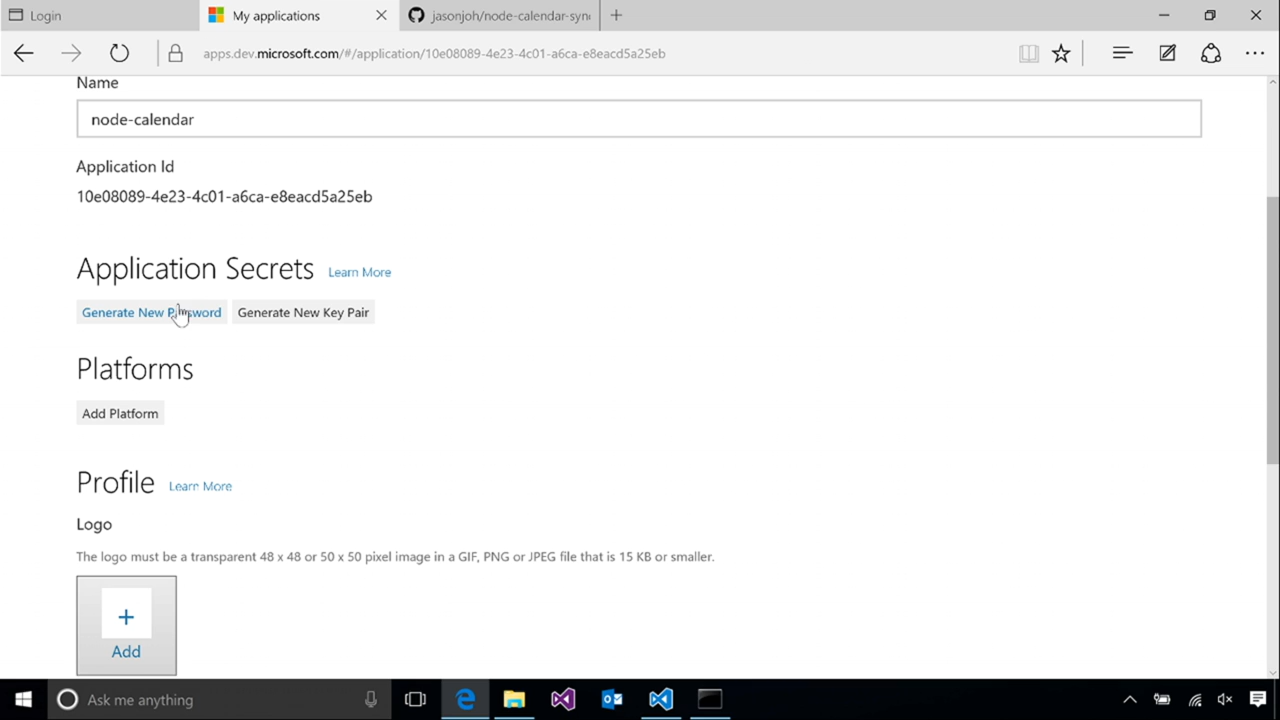 Login
My applications
jasonjoh/node-calendar-syn
apps.dev.microsoft.com/#/application/10e08089-4e23-4c01-a6ca-e8eacd5a25eb
Name
node-calendar
Application Id
10e08089-4e23-4c01-a6ca-e8eacd5a25eb
Application Secrets Learn More
Generate New Password Generate New Key Pair
Platforms
Add Platform
Profile Learn More
Logo
The logo must be a transparent 48 x 48 or 50 x 50 pixel image in a GIF, PNG or JPEG file that is 15 KB or smaller.
Add
Ask me anything